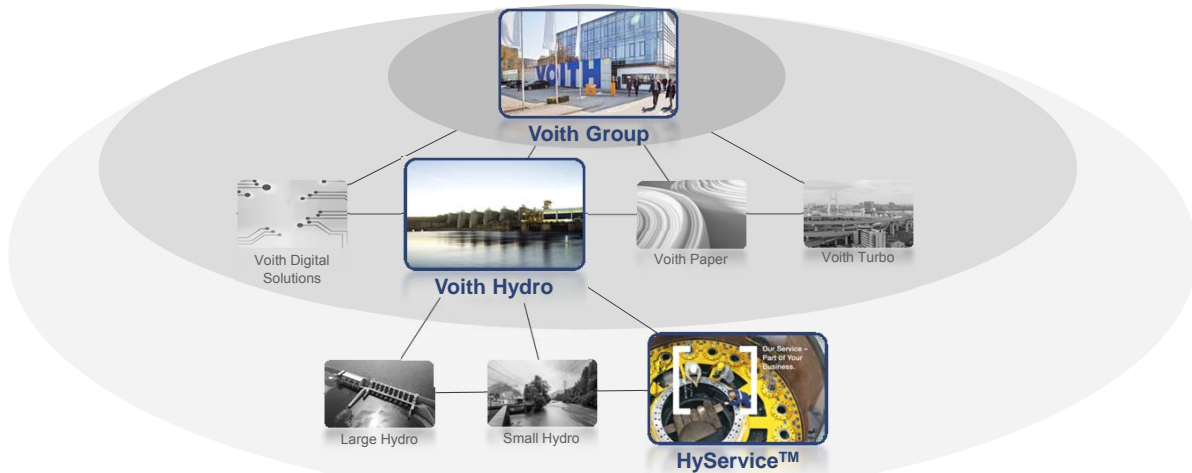 VOITH
Voith Group
Voith Digital
Solutions
Voith Hydro
Voith Paper
Voith Turbo
Large Hydro
Small Hydro
Our Service –
Part of Your
Business.
HyService™